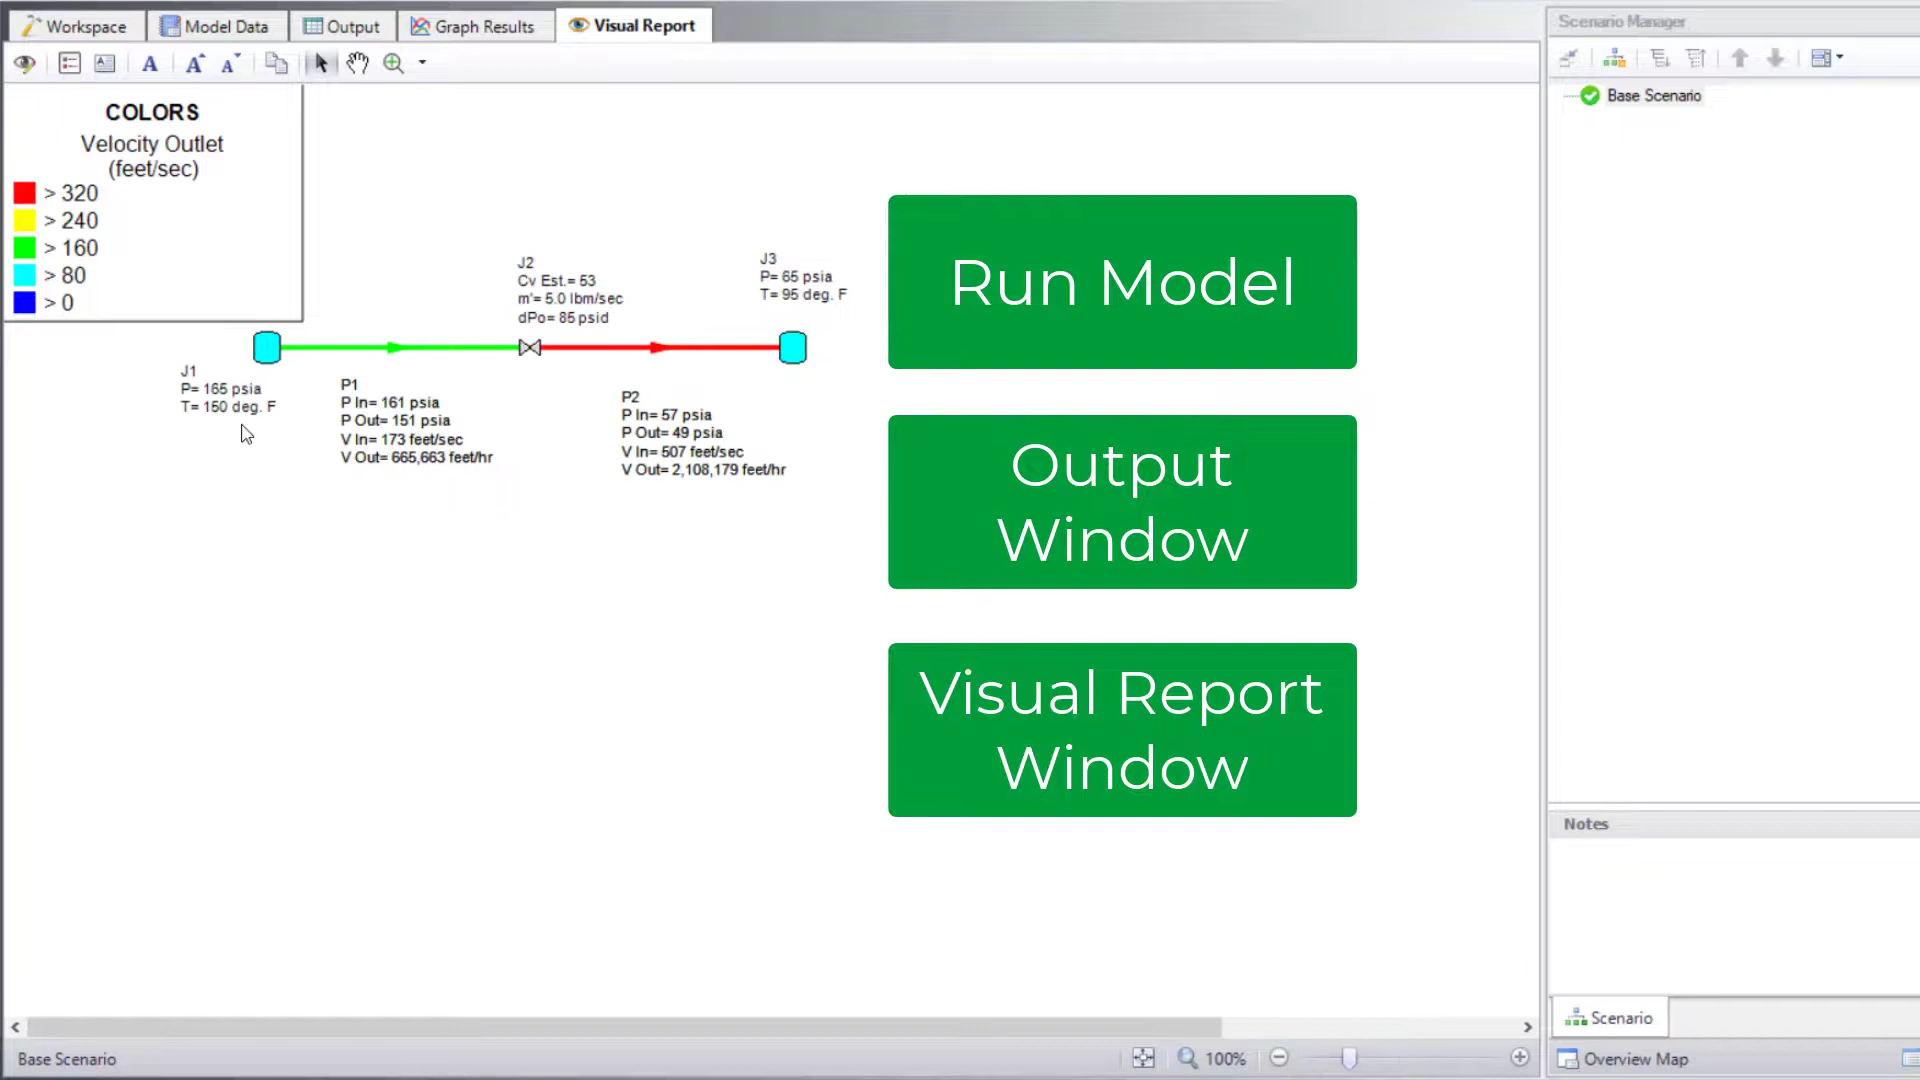 Workspace
Model Data
Output
Graph Results
Visual Report
Scenario Manager
Base Scenario
COLORS
Velocity Outlet
(feet/sec)
> 320
> 240
> 160
> 80
> 0
J1
P= 165 psia
T= 150 deg. F
P1
P In= 161 psia
P Out= 151 psia
V In= 173 feet/sec
V Out= 665,663 feet/hr
J2
Cv Est.= 53
m'= 5.0 lbm/sec
dPo= 85 psid
P2
P In= 57 psia
P Out= 49 psia
V In= 507 feet/sec
V Out= 2,108,179 feet/hr
J3
P= 65 psia
T= 95 deg. F
Run Model
Output
Window
Visual Report
Window
Notes
Scenario
Base Scenario
100%
Overview Map